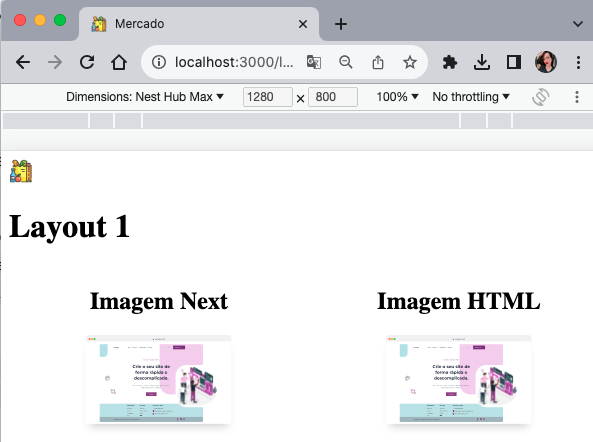 Mercado
localhost:3000/l...
Dimensions: Nest Hub Max 1280 × 800 100% No throttling
Layout 1
Imagem Next Imagem HTML
Crie o seu site de
forma rápida e
descomplicada.
Crie o seu site de
forma rápida e
descomplicada.